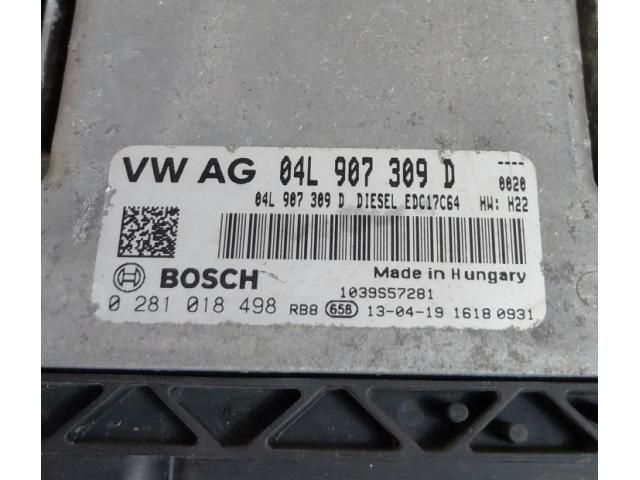 VW AG 04L 907 309 D ----
0020
04L 907 309 D DIESEL EDC17C64 HW: H22
BOSCH Made in Hungary
1039S57281
0 281 018 498 RB8 658 13-04-19 1618 0931